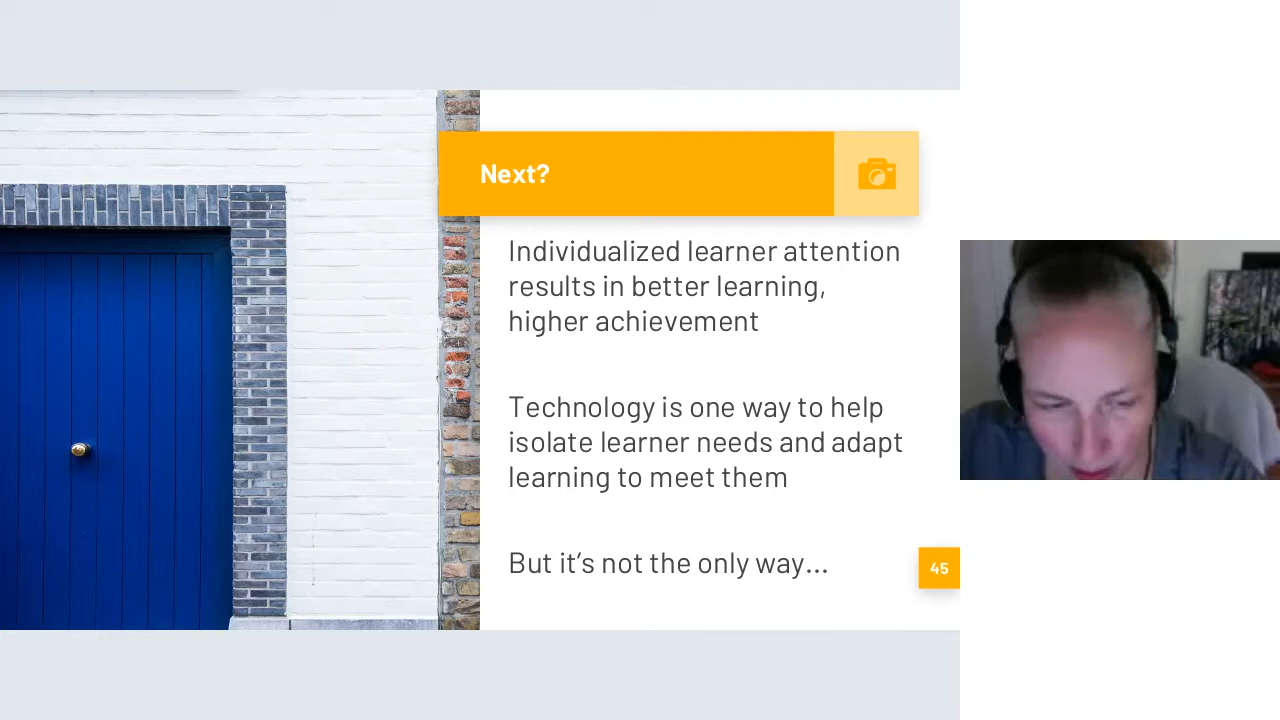 Next?
Individualized learner attention
results in better learning,
higher achievement
Technology is one way to help
isolate learner needs and adapt
learning to meet them
But it’s not the only way...
45